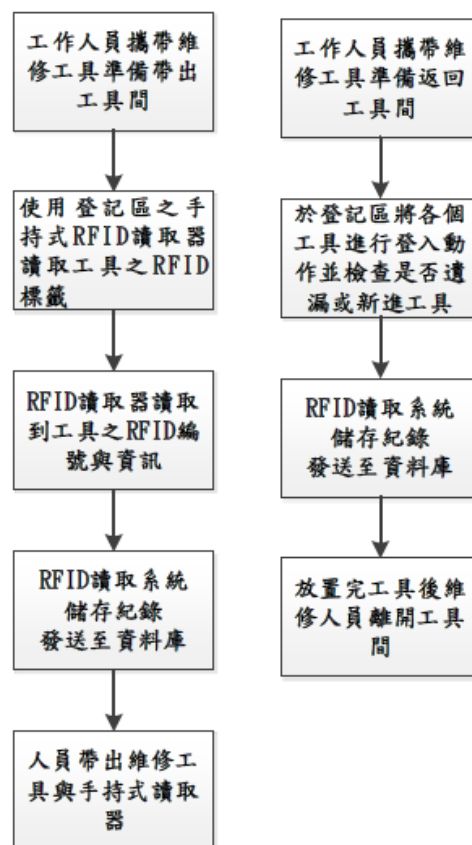 工作人員攜帶維
修工具準備帶出
工具間
使用登記區之手
持式RFID讀取器
讀取工具之RFID
標籤
RFID讀取器讀取
到工具之RFID編
號與資訊
RFID讀取系統
儲存紀錄
發送至資料庫
人員帶出維修工
具與手持式讀取
器
工作人員攜帶維
修工具準備返回
工具間
於登記區將各個
工具進行登入動
作並檢查是否遺
漏或新進工具
RFID讀取系統
儲存紀錄
發送至資料庫
放置完工具後維
修人員離開工具
間